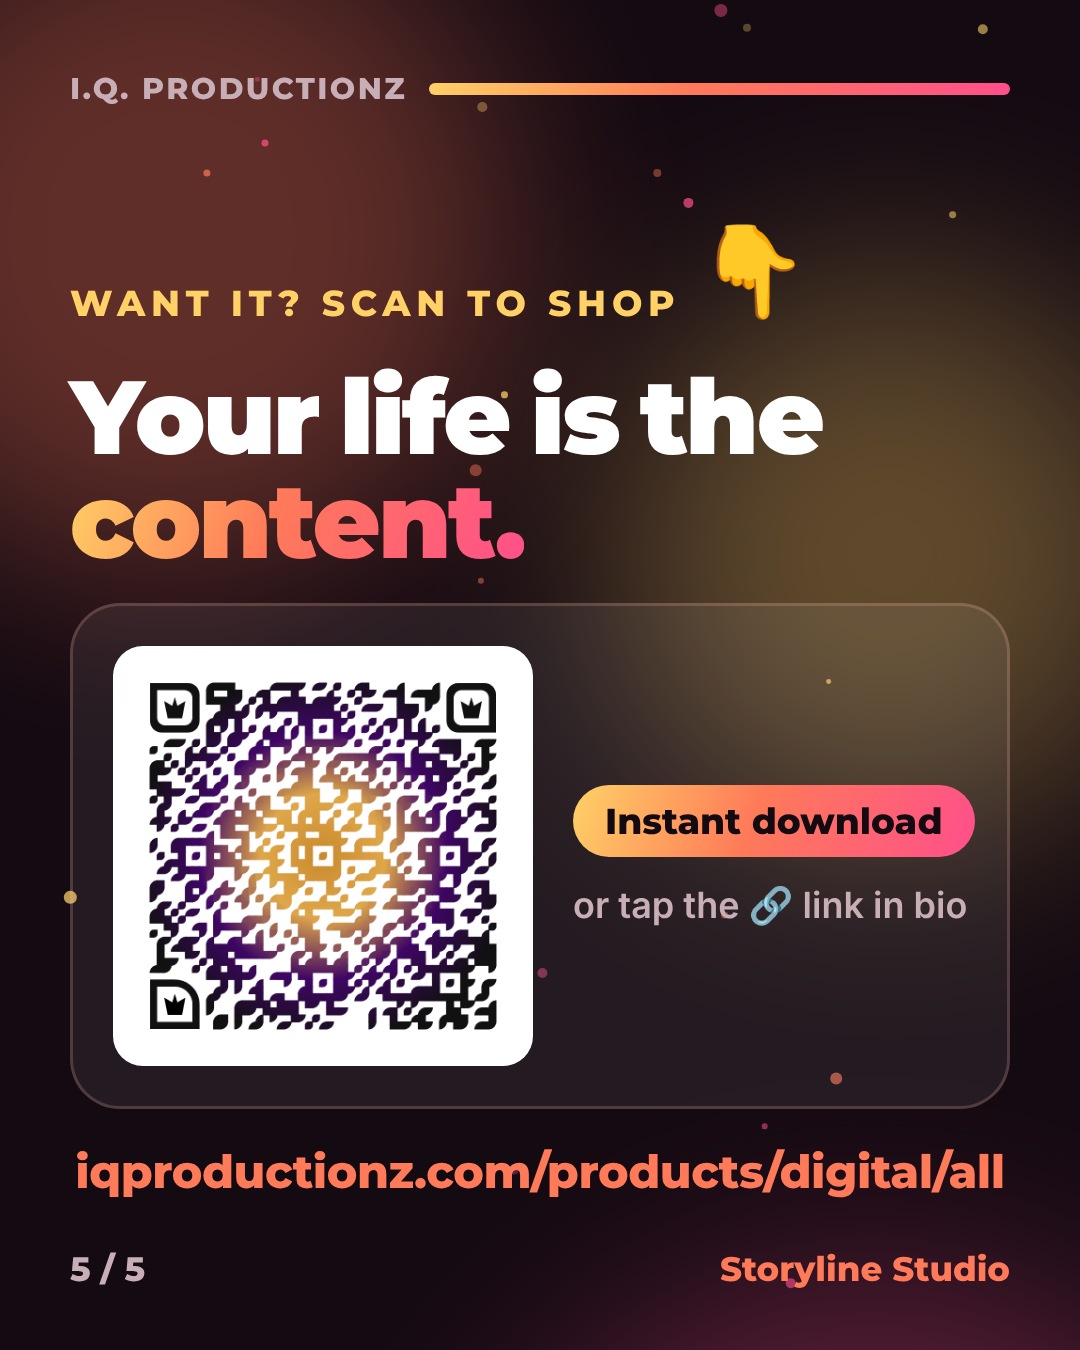 I.Q. PRODUCTIONZ
WANT IT? SCAN TO SHOP 👇
Your life is the
content.
Instant download
or tap the 🔗 link in bio
iqproductionz.com/products/digital/all
5 / 5
Storyline Studio